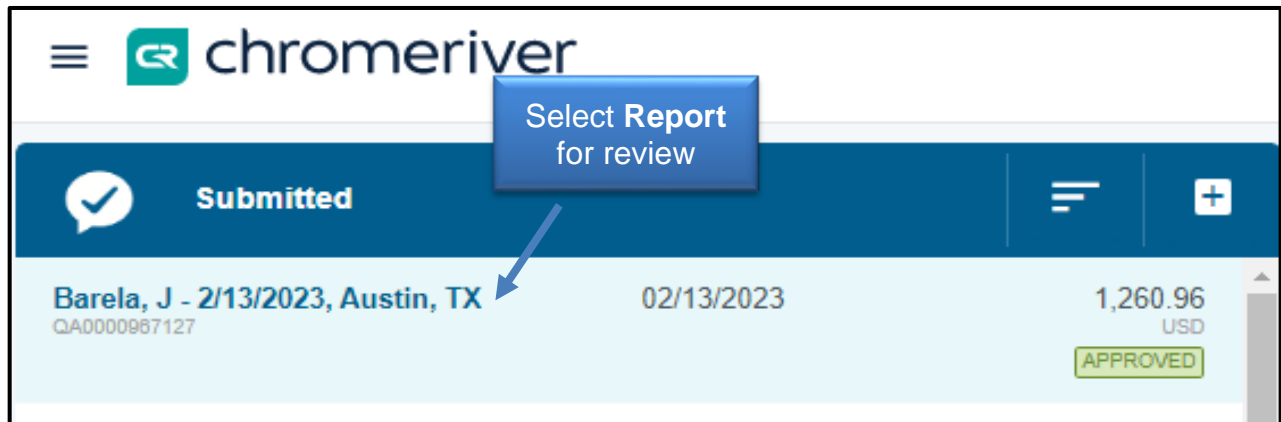 CR chromeriver
Select Report
for review
Submitted
Barela, J - 2/13/2023, Austin, TX 02/13/2023 1,260.96
QA0000967127 USD
APPROVED